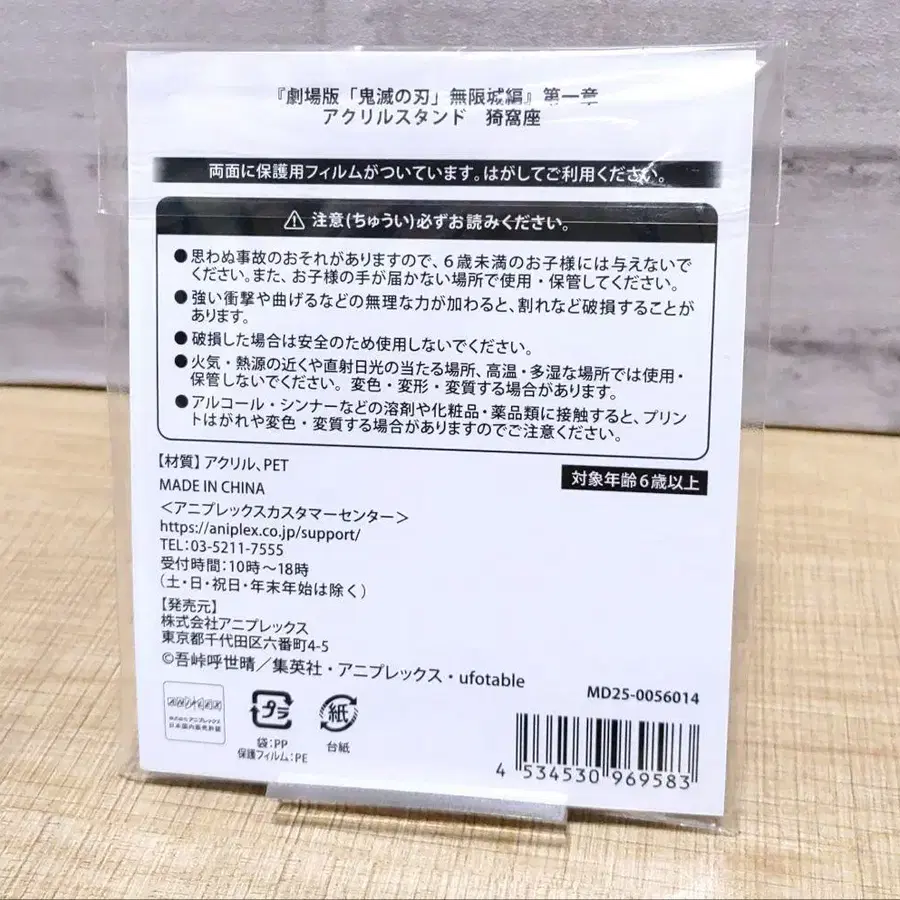 『劇場版「鬼滅の刃」無限城編』第一章
アクリルスタンド　猗窩座
両面に保護用フィルムがついています。はがしてご利用ください。
注意(ちゅうい)必ずお読みください。
●思わぬ事故のおそれがありますので、6歳未満のお子様には与えないで
ください。また、お子様の手が届かない場所で使用・保管してください。
●強い衝撃や曲げるなどの無理な力が加わると、割れなど破損することが
あります。
●破損した場合は安全のため使用しないでください。
●火気・熱源の近くや直射日光の当たる場所、高温・多湿な場所では使用・
保管しないでください。変色・変形・変質する場合があります。
●アルコール・シンナーなどの溶剤や化粧品・薬品類に接触すると、プリン
トはがれや変色・変質する場合がありますのでご注意ください。
【材質】アクリル、PET
対象年齢6歳以上
MADE IN CHINA
＜アニプレックスカスタマーセンター＞
https://aniplex.co.jp/support/
TEL:03-5211-7555
受付時間:10時～18時
(土・日・祝日・年末年始は除く)
【発売元】
株式会社アニプレックス
東京都千代田区六番町4-5
©吾峠呼世晴／集英社・アニプレックス・ufotable
MD25-0056014
ANIPLEX
株式会社アニプレックス
日本国内販売許諾
プラ
袋:PP
保護フィルム:PE
紙
台紙
4 534530 969583